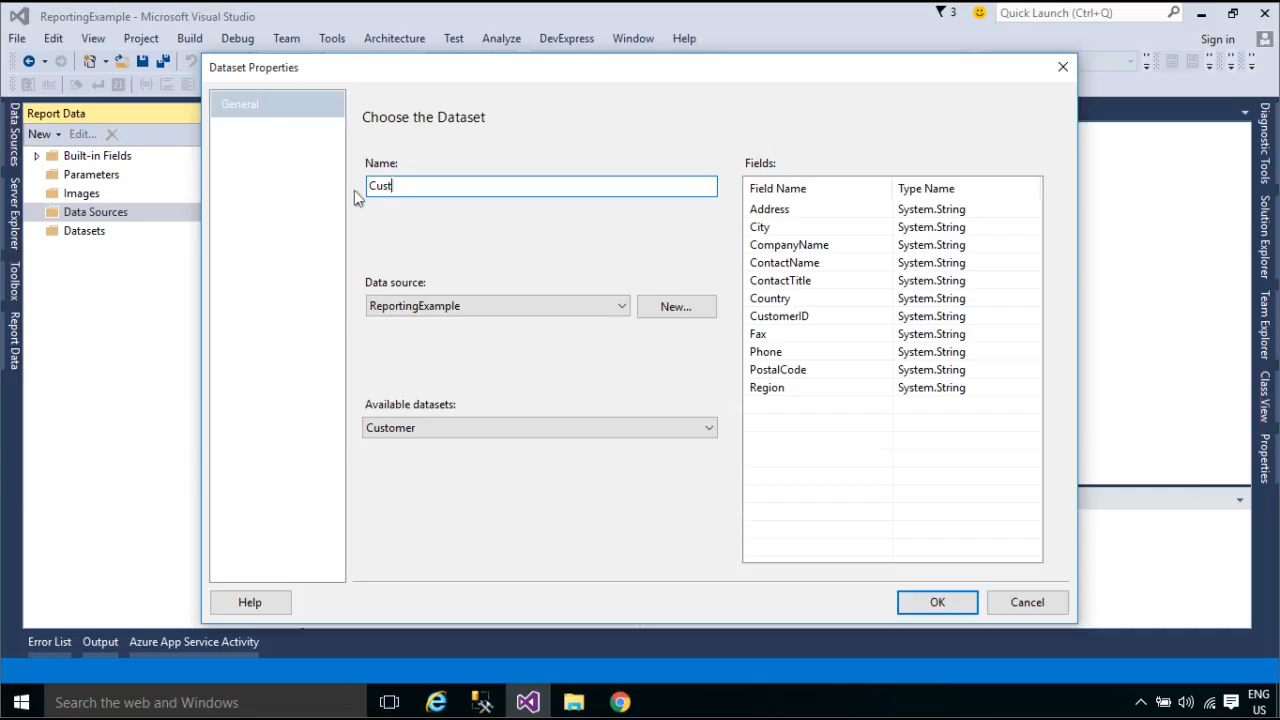 ReportingExample - Microsoft Visual Studio
3
Quick Launch (Ctrl+Q)
File Edit View Project Build Debug Team Tools Architecture Test Analyze DevExpress Window Help
Sign in
Dataset Properties
Report Data
New Edit...
Built-in Fields
Parameters
Images
Data Sources
Datasets
Data Sources
Server Explorer
Toolbox
Report Data
General
Choose the Dataset
Name:
Cust
Data source:
ReportingExample
New...
Available datasets:
Customer
Fields:
Field Name Type Name
Address System.String
City System.String
CompanyName System.String
ContactName System.String
ContactTitle System.String
Country System.String
CustomerID System.String
Fax System.String
Phone System.String
PostalCode System.String
Region System.String
Help
OK
Cancel
Diagnostic Tools
Solution Explorer
Team Explorer
Class View
Properties
Error List Output Azure App Service Activity
Search the web and Windows
ENG
US